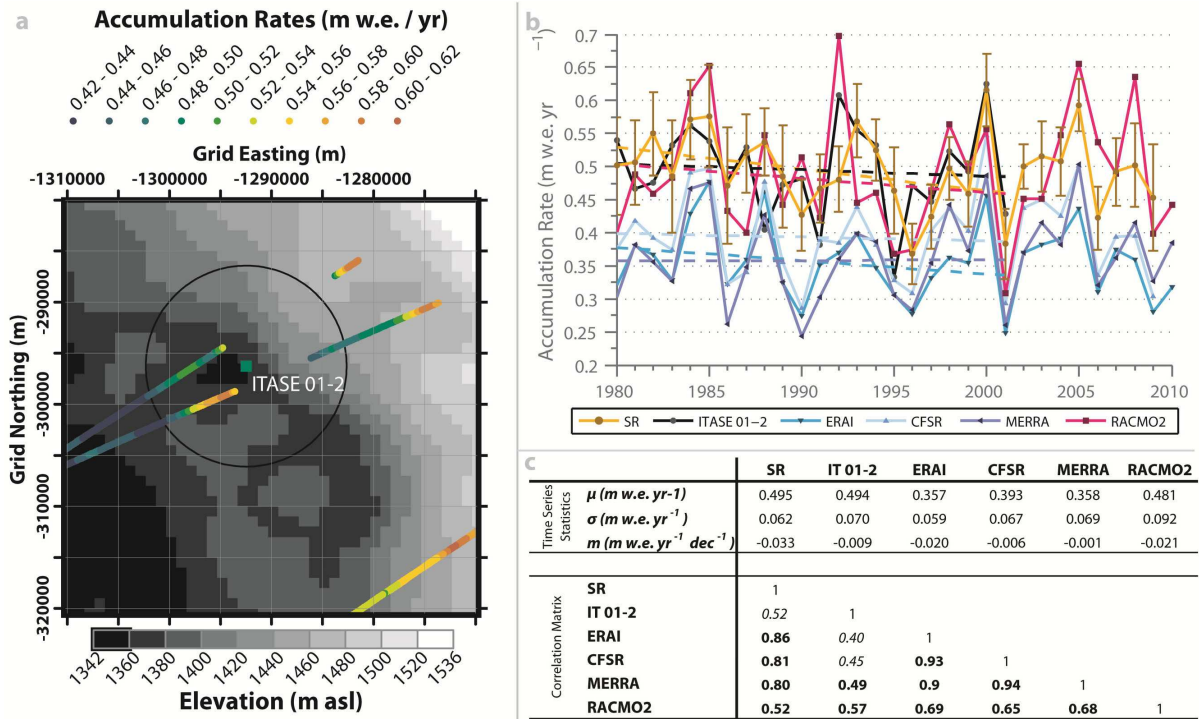 a
Accumulation Rates (m w.e. / yr)
0.42 - 0.44
0.44 - 0.46
0.46 - 0.48
0.48 - 0.50
0.50 - 0.52
0.52 - 0.54
0.54 - 0.56
0.56 - 0.58
0.58 - 0.60
0.60 - 0.62
Grid Easting (m)
-1310000 -1300000 -1290000 -1280000
Grid Northing (m)
-290000
-300000
-310000
-320000
ITASE 01-2
1342 1360 1380 1400 1420 1440 1460 1480 1500 1520 1536
Elevation (m asl)
b
Accumulation Rate (m w.e. yr -1)
0.7
0.65
0.6
0.55
0.5
0.45
0.4
0.35
0.3
0.25
0.2
1980 1985 1990 1995 2000 2005 2010
SR ITASE 01–2 ERAI CFSR MERRA RACMO2
c
SR IT 01-2 ERAI CFSR MERRA RACMO2
Time Series Statistics
μ (m w.e. yr-1) 0.495 0.494 0.357 0.393 0.358 0.481
σ (m w.e. yr -1) 0.062 0.070 0.059 0.067 0.069 0.092
m (m w.e. yr -1 dec -1) -0.033 -0.009 -0.020 -0.006 -0.001 -0.021
Correlation Matrix
SR 1
IT 01-2 0.52 1
ERAI 0.86 0.40 1
CFSR 0.81 0.45 0.93 1
MERRA 0.80 0.49 0.9 0.94 1
RACMO2 0.52 0.57 0.69 0.65 0.68 1